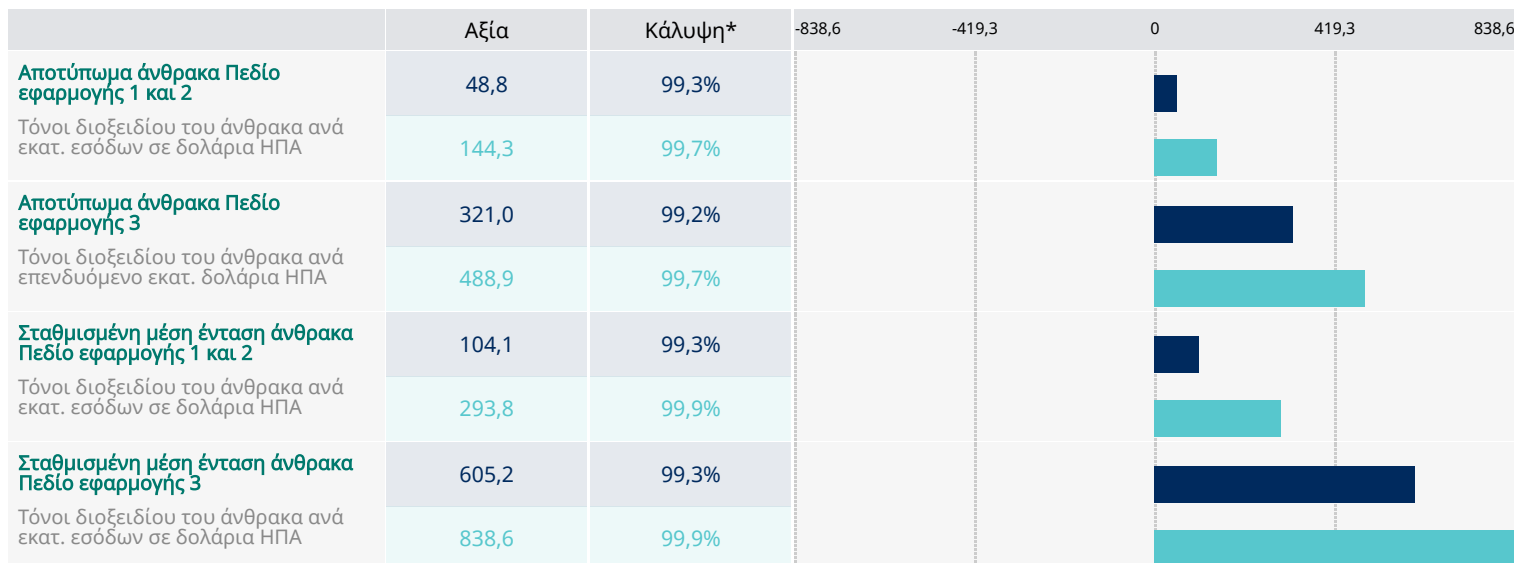 Αξία Κάλυψη* -838,6 -419,3 0 419,3 838,6
Αποτύπωμα άνθρακα Πεδίο
εφαρμογής 1 και 2
48,8 99,3%
Τόνοι διοξειδίου του άνθρακα ανά
εκατ. εσόδων σε δολάρια ΗΠΑ
144,3 99,7%
Αποτύπωμα άνθρακα Πεδίο
εφαρμογής 3
321,0 99,2%
Τόνοι διοξειδίου του άνθρακα ανά
επενδυόμενο εκατ. δολάρια ΗΠΑ
488,9 99,7%
Σταθμισμένη μέση ένταση άνθρακα
Πεδίο εφαρμογής 1 και 2
104,1 99,3%
Τόνοι διοξειδίου του άνθρακα ανά
εκατ. εσόδων σε δολάρια ΗΠΑ
293,8 99,9%
Σταθμισμένη μέση ένταση άνθρακα
Πεδίο εφαρμογής 3
605,2 99,3%
Τόνοι διοξειδίου του άνθρακα ανά
εκατ. εσόδων σε δολάρια ΗΠΑ
838,6 99,9%